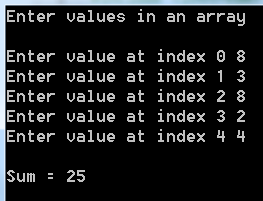 Enter values in an array
Enter value at index 0 8
Enter value at index 1 3
Enter value at index 2 8
Enter value at index 3 2
Enter value at index 4 4
Sum = 25